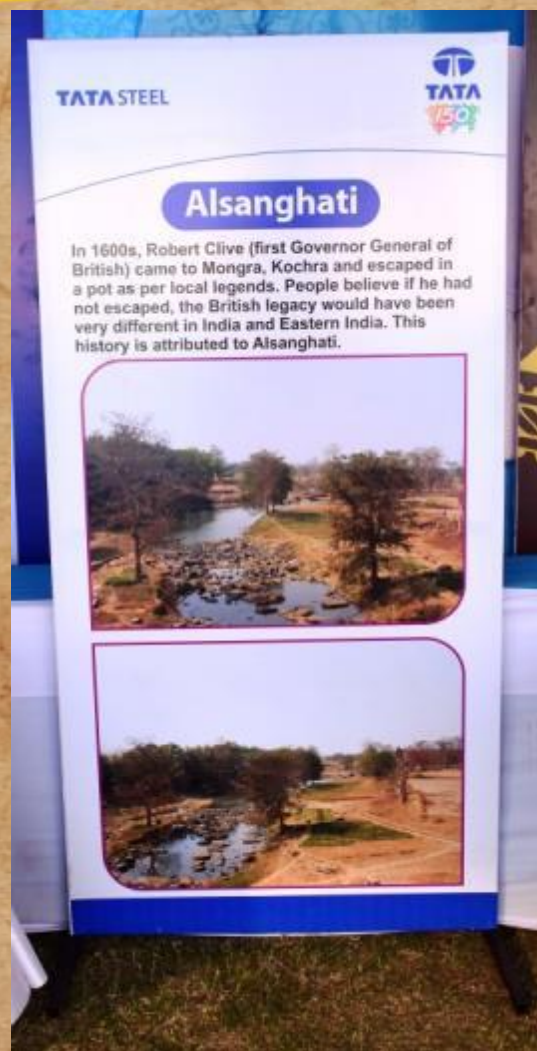 TATA STEEL
TATA
150
Alsanghati
In 1600s, Robert Clive (first Governor General of
British) came to Mongra, Kochra and escaped in
a pot as per local legends. People believe if he had
not escaped, the British legacy would have been
very different in India and Eastern India. This
history is attributed to Alsanghati.